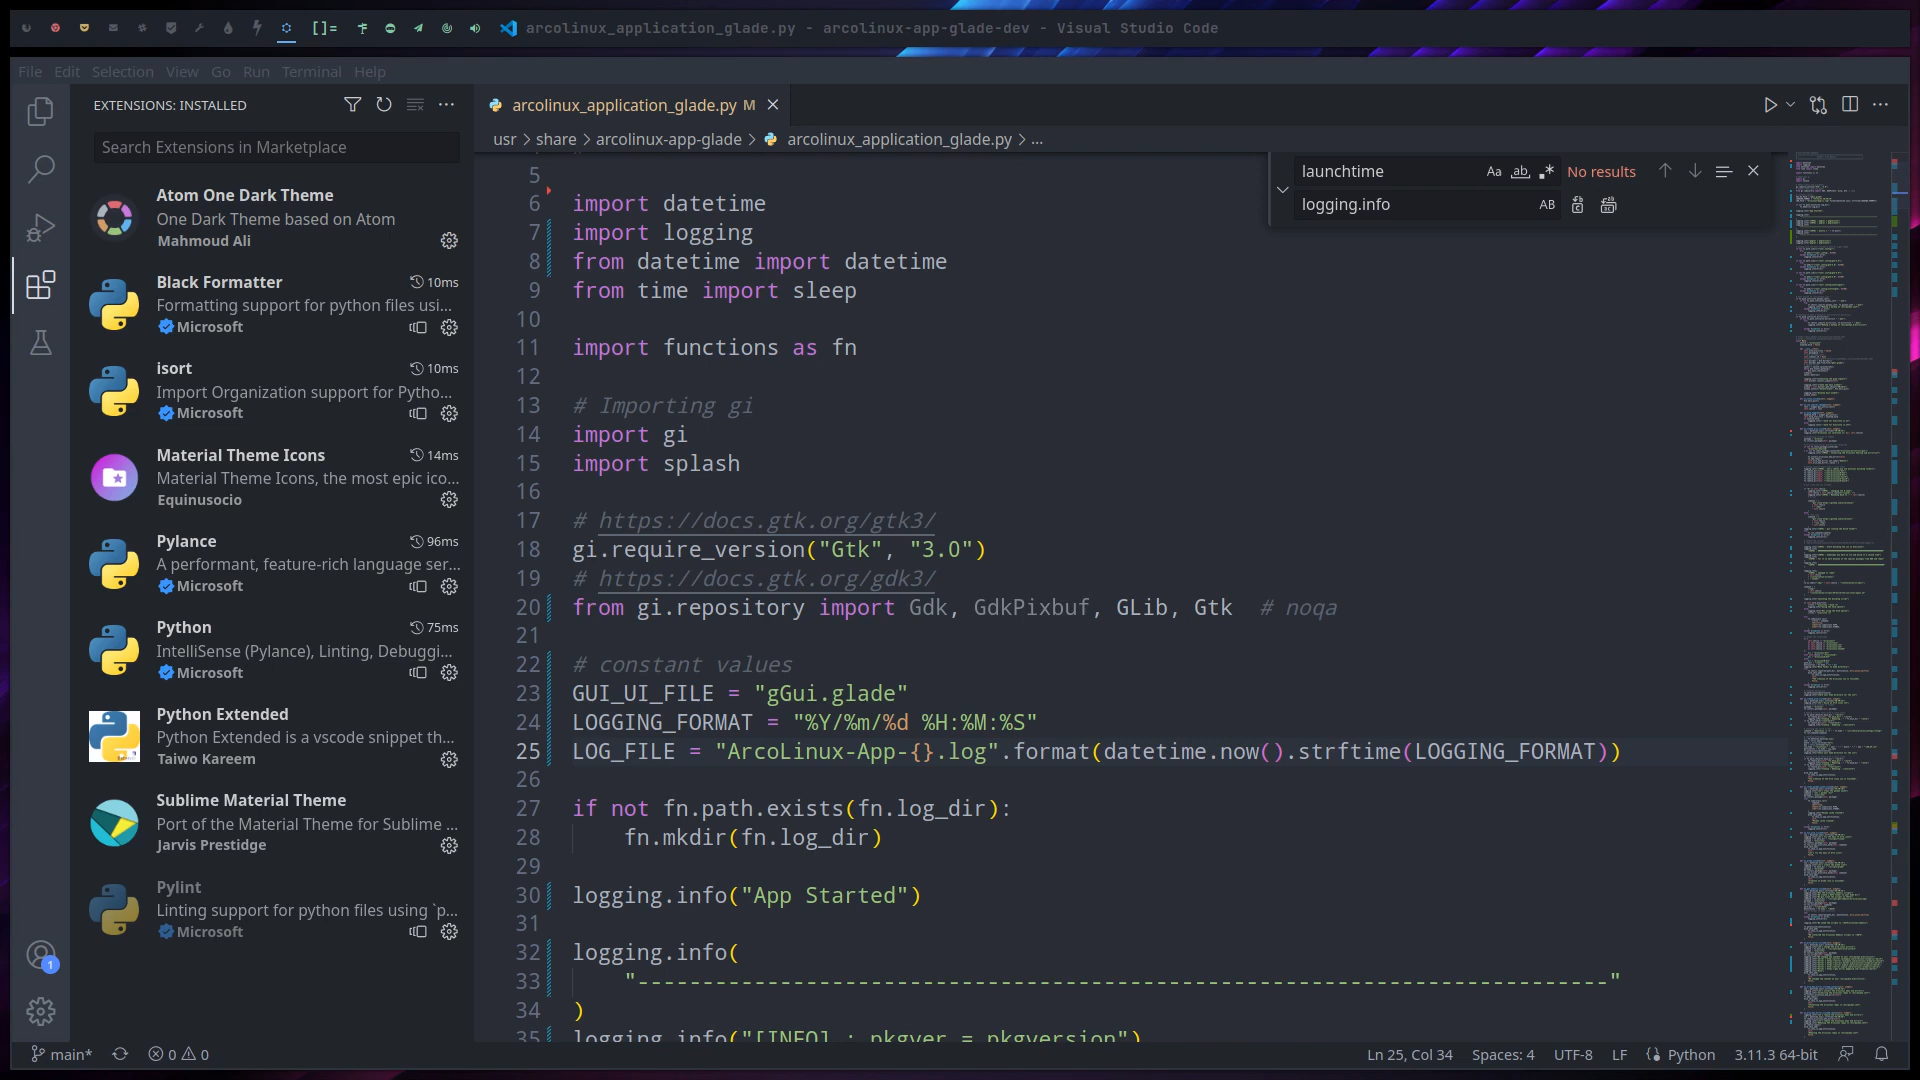 []=
arcolinux_application_glade.py - arcolinux-app-glade-dev - Visual Studio Code
File Edit Selection View Go Run Terminal Help
EXTENSIONS: INSTALLED
Search Extensions in Marketplace
Atom One Dark Theme
One Dark Theme based on Atom
Mahmoud Ali
Black Formatter 10ms
Formatting support for python files usi...
Microsoft
isort 10ms
Import Organization support for Pytho...
Microsoft
Material Theme Icons 14ms
Material Theme Icons, the most epic ico...
Equinusocio
Pylance 96ms
A performant, feature-rich language ser...
Microsoft
Python 75ms
IntelliSense (Pylance), Linting, Debuggi...
Microsoft
Python Extended
Python Extended is a vscode snippet th...
Taiwo Kareem
Sublime Material Theme
Port of the Material Theme for Sublime ...
Jarvis Prestidge
Pylint
Linting support for python files using `p...
Microsoft
1
arcolinux_application_glade.py M
usr > share > arcolinux-app-glade > arcolinux_application_glade.py > ...
launchtime Aa ab .* No results
logging.info AB
5
6 import datetime
7 import logging
8 from datetime import datetime
9 from time import sleep
10
11 import functions as fn
12
13 # Importing gi
14 import gi
15 import splash
16
17 # https://docs.gtk.org/gtk3/
18 gi.require_version("Gtk", "3.0")
19 # https://docs.gtk.org/gdk3/
20 from gi.repository import Gdk, GdkPixbuf, GLib, Gtk  # noqa
21
22 # constant values
23 GUI_UI_FILE = "gGui.glade"
24 LOGGING_FORMAT = "%Y/%m/%d %H:%M:%S"
25 LOG_FILE = "ArcoLinux-App-{}.log".format(datetime.now().strftime(LOGGING_FORMAT))
26
27 if not fn.path.exists(fn.log_dir):
28     fn.mkdir(fn.log_dir)
29
30 logging.info("App Started")
31
32 logging.info(
33     "---------------------------------------------------------------------------"
34 )
35 logging.info("[INFO] : pkgver = pkgversion")
main* 0 0
Ln 25, Col 34 Spaces: 4 UTF-8 LF Python 3.11.3 64-bit